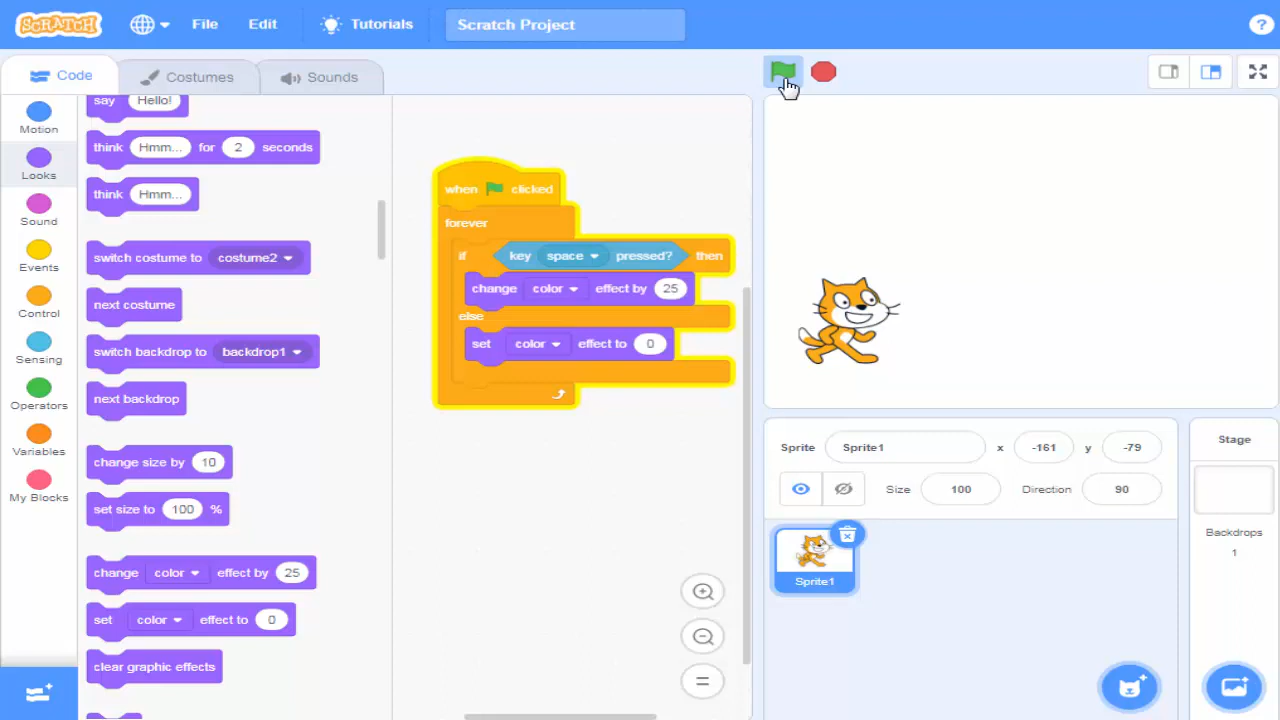 SCRATCH File Edit Tutorials Scratch Project ?
Code Costumes Sounds
Motion
Looks
Sound
Events
Control
Sensing
Operators
Variables
My Blocks
say Hello!
think Hmm... for 2 seconds
think Hmm...
switch costume to costume2
next costume
switch backdrop to backdrop1
next backdrop
change size by 10
set size to 100 %
change color effect by 25
set color effect to 0
clear graphic effects
when clicked
forever
if key space pressed? then
change color effect by 25
else
set color effect to 0
Sprite Sprite1 x -161 y -79
Size 100 Direction 90
Sprite1
Stage
Backdrops
1